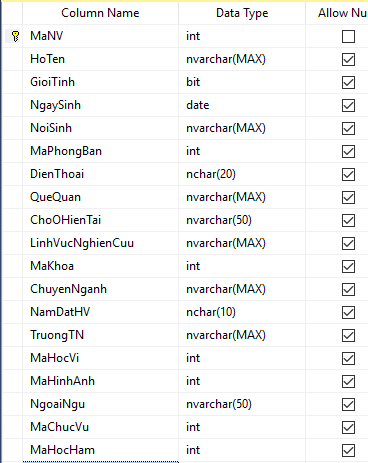 Column Name Data Type Allow Nu
MaNV int
HoTen nvarchar(MAX)
GioiTinh bit
NgaySinh date
NoiSinh nvarchar(MAX)
MaPhongBan int
DienThoai nchar(20)
QueQuan nvarchar(MAX)
ChoOHienTai nvarchar(50)
LinhVucNghienCuu nvarchar(MAX)
MaKhoa int
ChuyenNganh nvarchar(MAX)
NamDatHV nchar(10)
TruongTN nvarchar(MAX)
MaHocVi int
MaHinhAnh int
NgoaiNgu nvarchar(50)
MaChucVu int
MaHocHam int